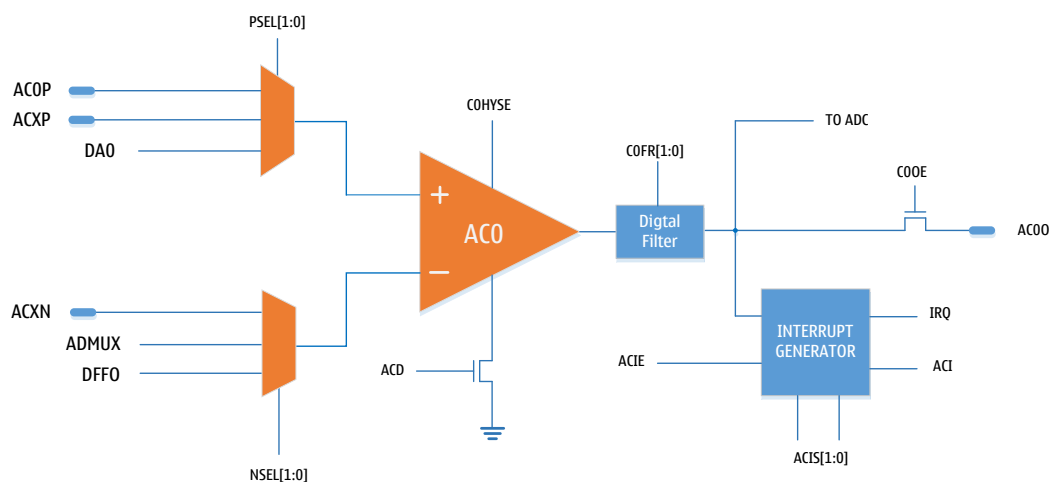 PSEL[1:0]
AC0P
ACXP
DA0
C0HYSE
TO ADC
C0FR[1:0]
C0OE
+
AC0
Digtal
Filter
AC0O
−
ACXN
ADMUX
DFFO
INTERRUPT
GENERATOR
IRQ
ACIE
ACI
ACD
ACIS[1:0]
NSEL[1:0]